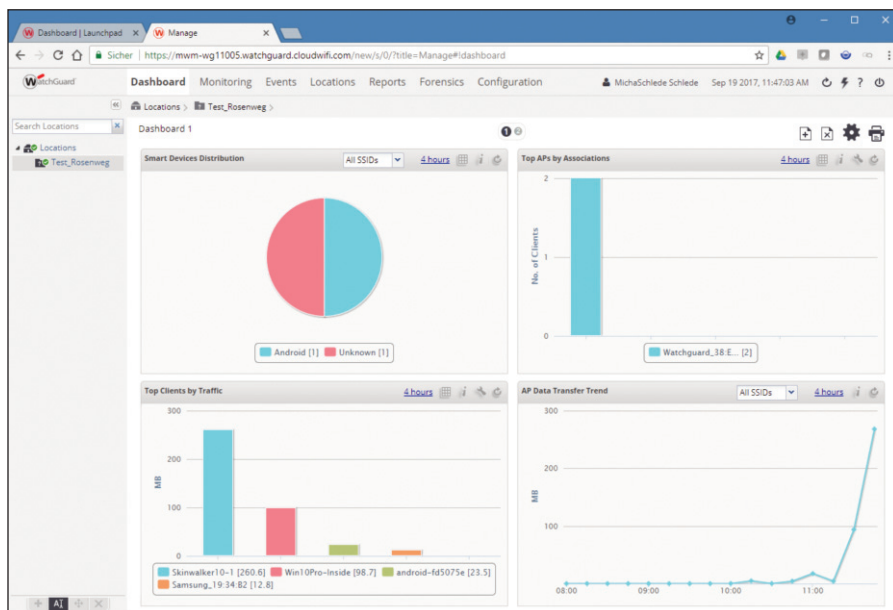 Dashboard | Launchpad
Manage
Sicher | https://mwm-wg11005.watchguard.cloudwifi.com/new/s/0/?title=Manage#!dashboard
WatchGuard
Dashboard Monitoring Events Locations Reports Forensics Configuration
MichaSchlede Schlede Sep 19 2017, 11:47:03 AM
Locations > Test_Rosenweg >
Search Locations
Locations
Test_Rosenweg
Dashboard 1
1 2
Smart Devices Distribution All SSIDs 4 hours
Android [1] Unknown [1]
Top APs by Associations 4 hours
No. of Clients
2
1
0
Watchguard_38:E... [2]
Top Clients by Traffic 4 hours
MB
300
200
100
0
Skinwalker10-1 [260.6] Win10Pro-Inside [98.7] android-fd5075e [23.5]
Samsung_19:34:B2 [12.8]
AP Data Transfer Trend All SSIDs 4 hours
MB
300
200
100
08:00 09:00 10:00 11:00